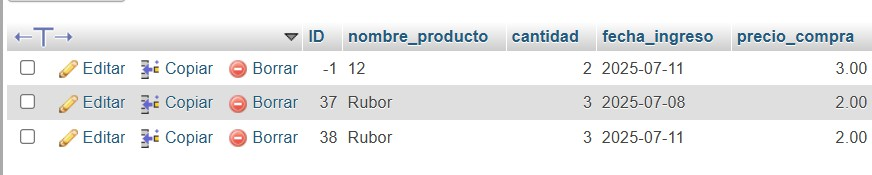 ID nombre_producto cantidad fecha_ingreso precio_compra
Editar Copiar Borrar -1 12 2 2025-07-11 3.00
Editar Copiar Borrar 37 Rubor 3 2025-07-08 2.00
Editar Copiar Borrar 38 Rubor 3 2025-07-11 2.00